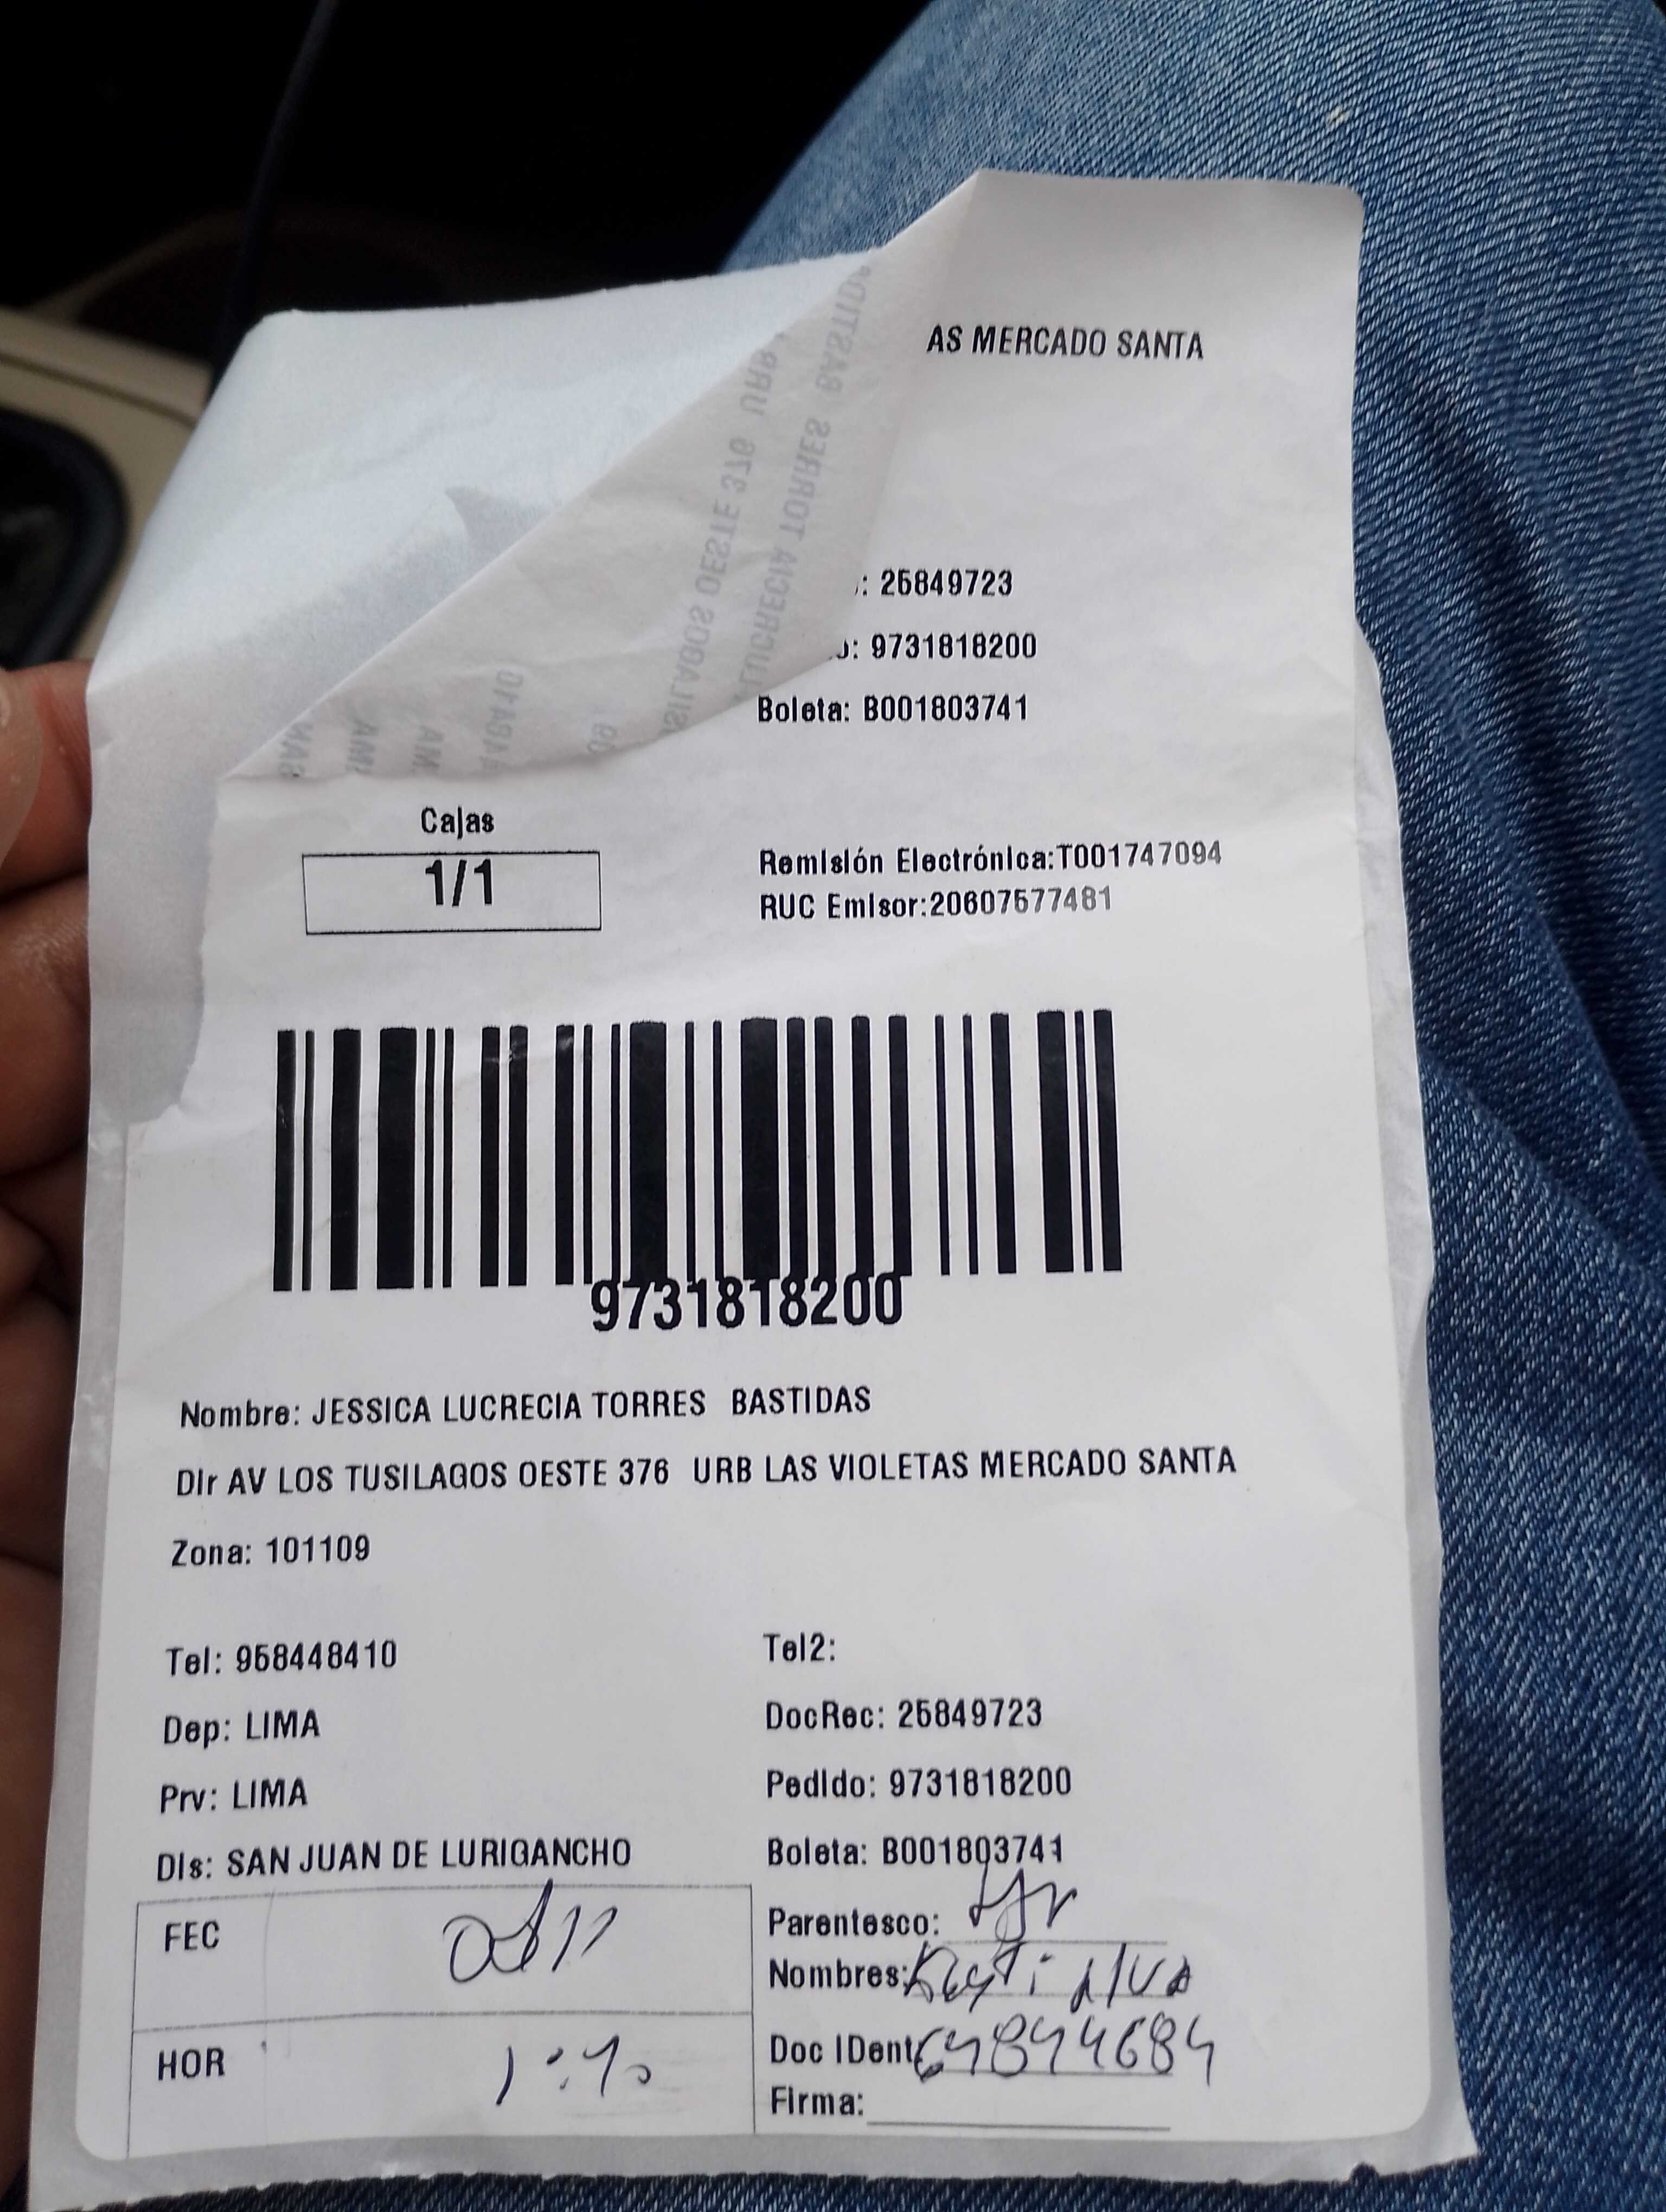 AS MERCADO SANTA
: 25849723
o: 9731818200
Boleta: B001803741
Cajas
1/1
Remisión Electrónica:T001747094
RUC Emisor:20607577481
9731818200
Nombre: JESSICA LUCRECIA TORRES BASTIDAS
Dir AV LOS TUSILAGOS OESTE 376 URB LAS VIOLETAS MERCADO SANTA
Zona: 101109
Tel: 958448410
Tel2:
Dep: LIMA
DocRec: 25849723
Prv: LIMA
Pedido: 9731818200
Dis: SAN JUAN DE LURIGANCHO
Boleta: B001803741
FEC
Parentesco:
Nombres:
HOR
Doc IDent
Firma: